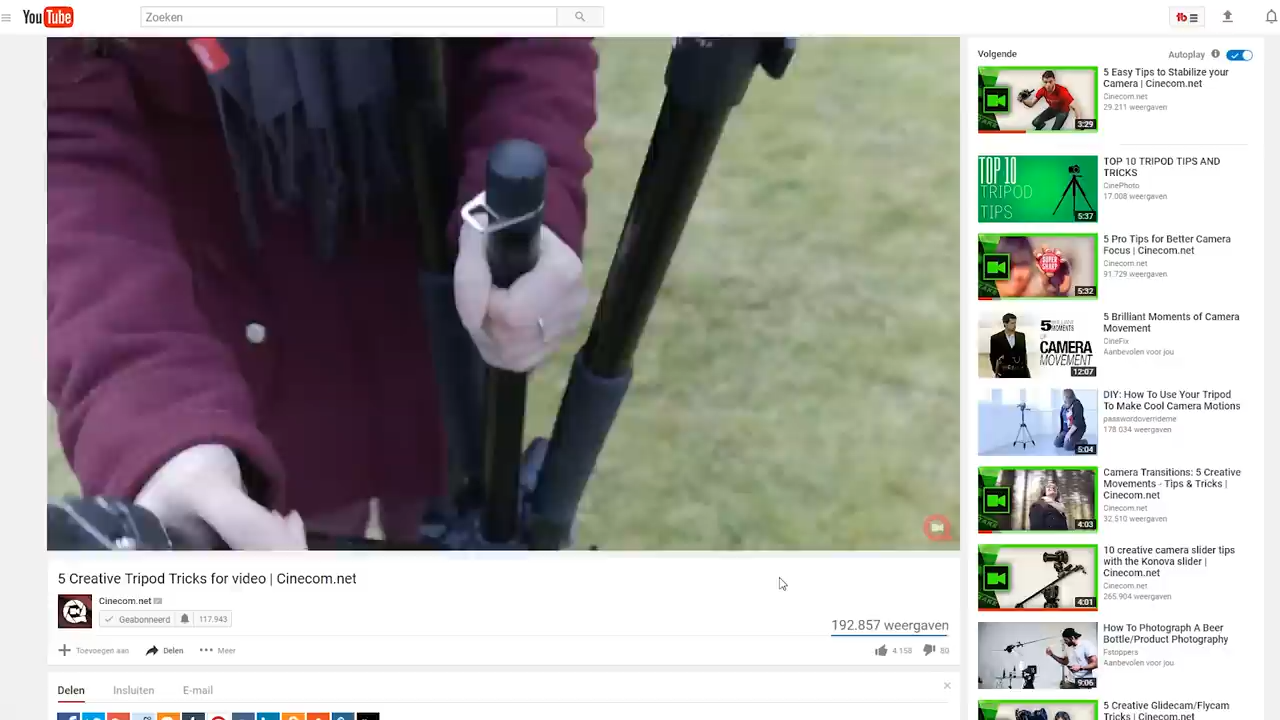 YouTube
Zoeken
Volgende
Autoplay
5 Easy Tips to Stabilize your
Camera | Cinecom.net
Cinecom.net
29.211 weergaven
3:29
TOP 10
TRIPOD
TIPS
5:37
TOP 10 TRIPOD TIPS AND
TRICKS
CinePhoto
17.008 weergaven
5 Pro Tips for Better Camera
Focus | Cinecom.net
Cinecom.net
91.729 weergaven
SUPER
SHARP
5:32
5 Brilliant Moments of Camera
Movement
CineFix
Aanbevolen voor jou
CAMERA
MOVEMENT
12:07
DIY: How To Use Your Tripod
To Make Cool Camera Motions
paaswordoverrideme
178.034 weergaven
5:04
Camera Transitions: 5 Creative
Movements - Tips & Tricks |
Cinecom.net
Cinecom.net
32.510 weergaven
4:03
10 creative camera slider tips
with the Konova slider |
Cinecom.net
Cinecom.net
265.904 weergaven
4:01
How To Photograph A Beer
Bottle/Product Photography
Fstoppers
Aanbevolen voor jou
9:06
5 Creative Glidecam/Flycam
Tricks | Cinecom.net
5 Creative Tripod Tricks for video | Cinecom.net
Cinecom.net
Geabonneerd
117.943
192.857 weergaven
Toevoegen aan
Delen
Meer
4.158
80
Delen
Insluiten
E-mail